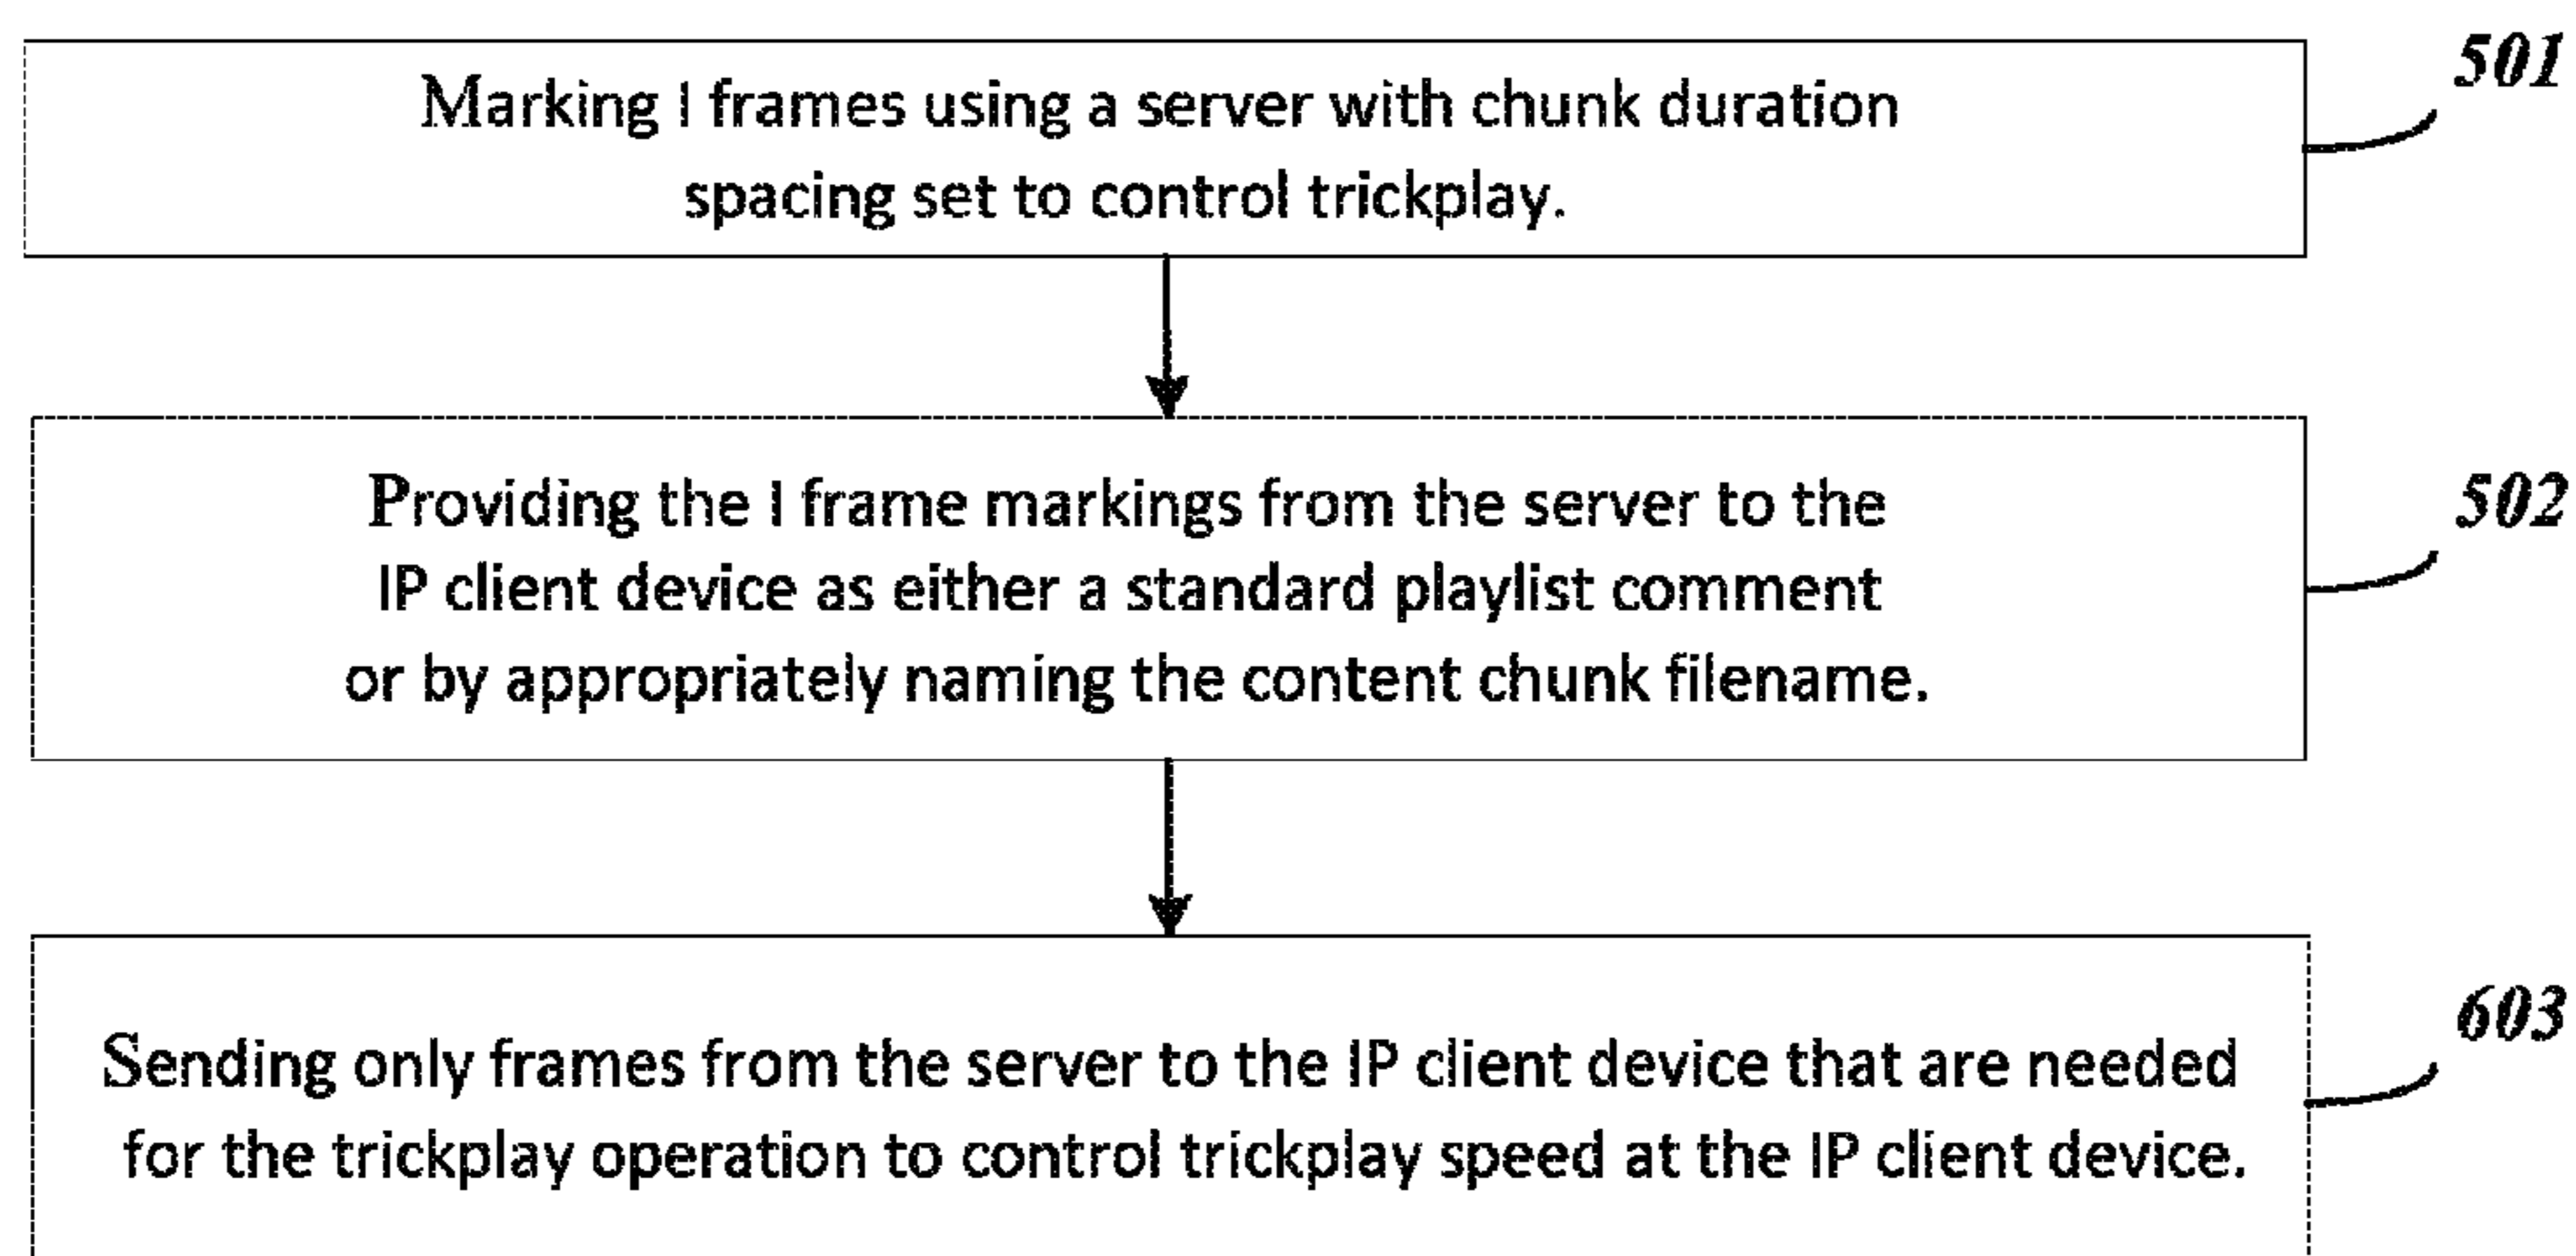 501
Marking I frames using a server with chunk duration
spacing set to control trickplay.
502
Providing the I frame markings from the server to the
IP client device as either a standard playlist comment
or by appropriately naming the content chunk filename.
603
Sending only frames from the server to the IP client device that are needed
for the trickplay operation to control trickplay speed at the IP client device.